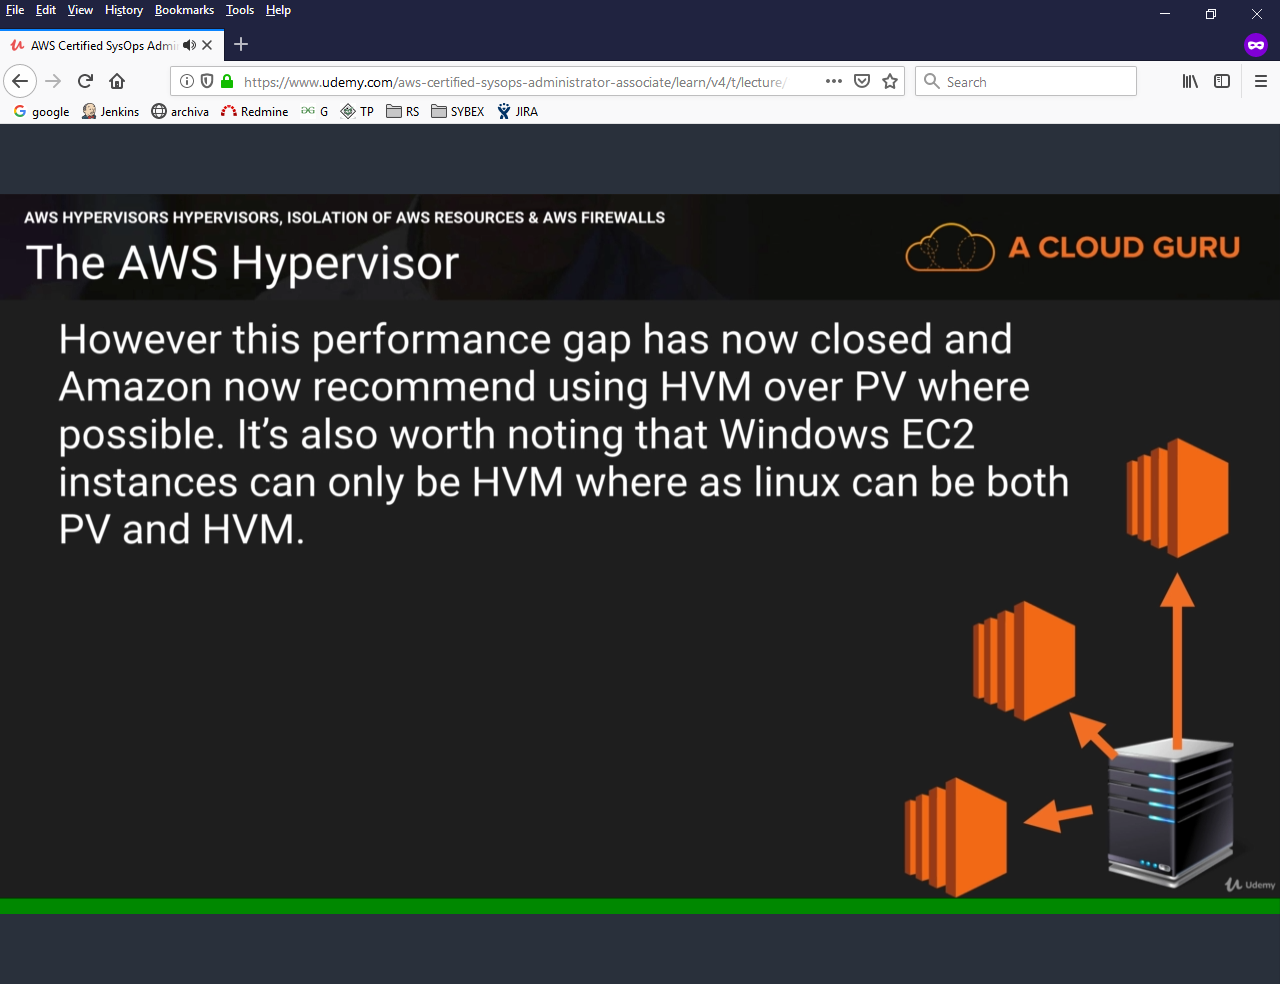 File Edit View History Bookmarks Tools Help
AWS Certified SysOps Admi
https://www.udemy.com/aws-certified-sysops-administrator-associate/learn/v4/t/lecture/
Search
google Jenkins archiva Redmine G TP RS SYBEX JIRA
AWS HYPERVISORS HYPERVISORS, ISOLATION OF AWS RESOURCES & AWS FIREWALLS
The AWS Hypervisor
A CLOUD GURU
However this performance gap has now closed and
Amazon now recommend using HVM over PV where
possible. It's also worth noting that Windows EC2
instances can only be HVM where as linux can be both
PV and HVM.
Udemy